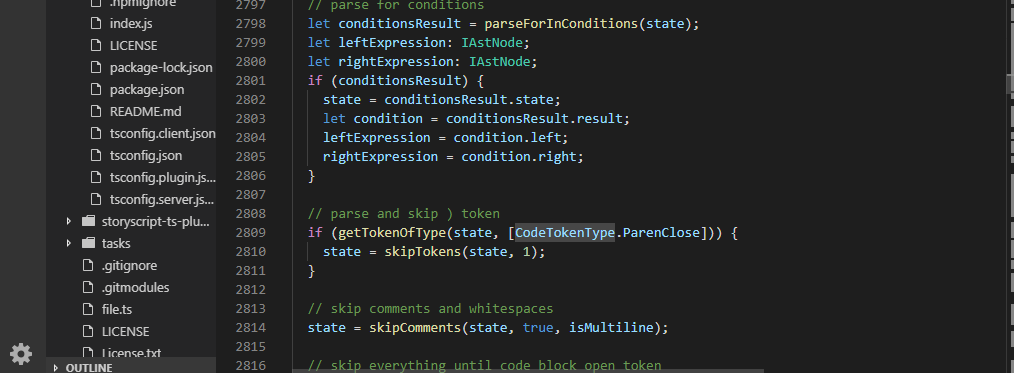 .npmignore
index.js
LICENSE
package-lock.json
package.json
README.md
tsconfig.client.json
tsconfig.json
tsconfig.plugin.js...
tsconfig.server.js...
storyscript-ts-plu...
tasks
.gitignore
.gitmodules
file.ts
LICENSE
License.txt
OUTLINE
2797 // parse for conditions
2798 let conditionsResult = parseForInConditions(state);
2799 let leftExpression: IAstNode;
2800 let rightExpression: IAstNode;
2801 if (conditionsResult) {
2802 state = conditionsResult.state;
2803 let condition = conditionsResult.result;
2804 leftExpression = condition.left;
2805 rightExpression = condition.right;
2806 }
2807
2808 // parse and skip ) token
2809 if (getTokenOfType(state, [CodeTokenType.ParenClose])) {
2810 state = skipTokens(state, 1);
2811 }
2812
2813 // skip comments and whitespaces
2814 state = skipComments(state, true, isMultiline);
2815
2816 // skip everything until code block open token